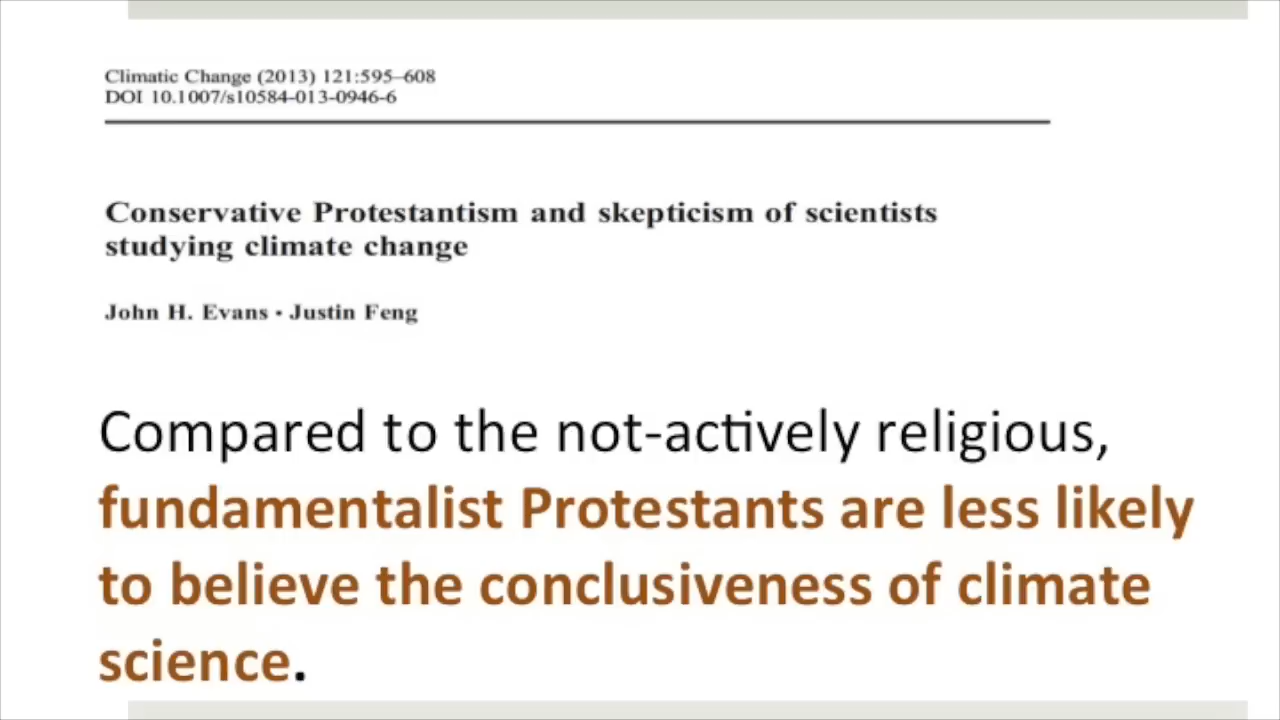 Climatic Change (2013) 121:595–608
DOI 10.1007/s10584-013-0946-6
Conservative Protestantism and skepticism of scientists
studying climate change
John H. Evans · Justin Feng
Compared to the not-actively religious,
fundamentalist Protestants are less likely
to believe the conclusiveness of climate
science.